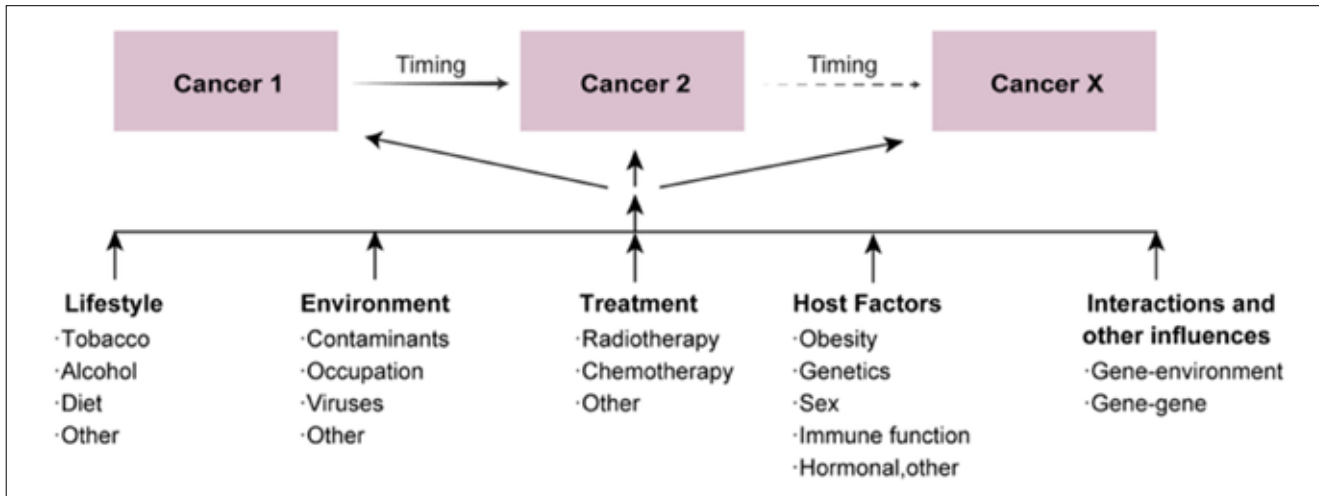 Cancer 1
Timing
Cancer 2
Timing
Cancer X
Lifestyle
·Tobacco
·Alcohol
·Diet
·Other
Environment
·Contaminants
·Occupation
·Viruses
·Other
Treatment
·Radiotherapy
·Chemotherapy
·Other
Host Factors
·Obesity
·Genetics
·Sex
·Immune function
·Hormonal,other
Interactions and
other influences
·Gene-environment
·Gene-gene